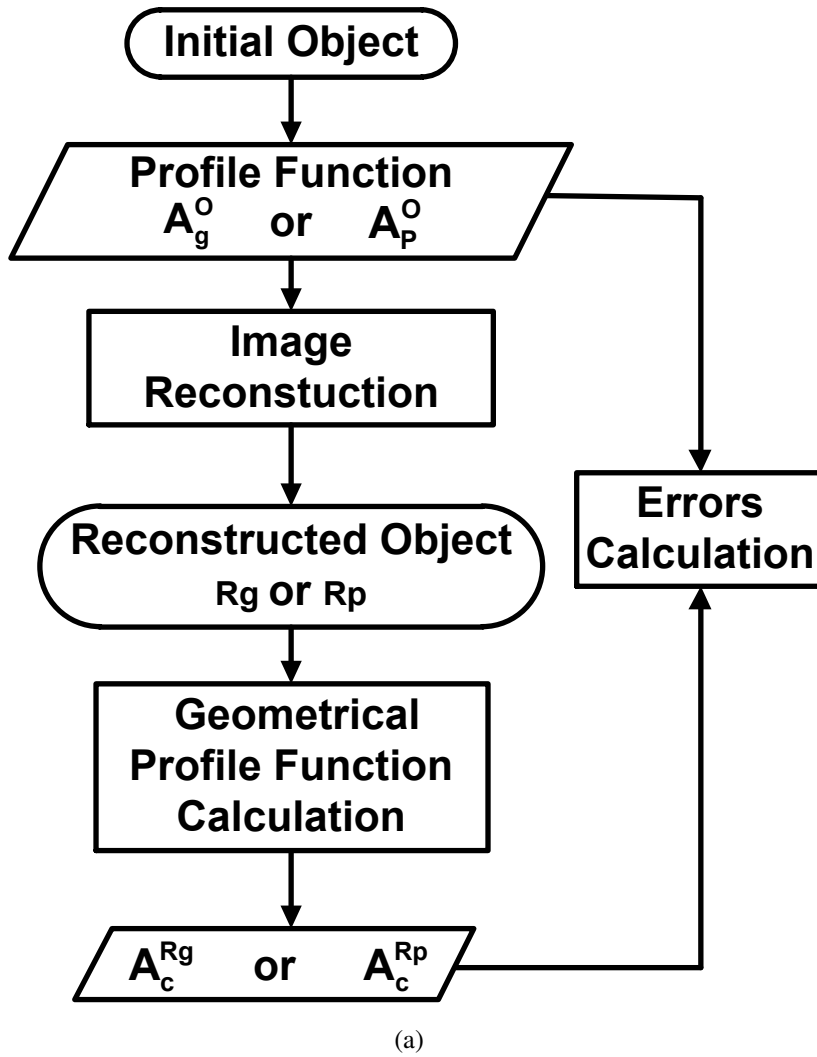 Initial Object
Profile Function
A_g^O or A_P^O
Image
Reconstuction
Reconstructed Object
Rg or Rp
Geometrical
Profile Function
Calculation
A_c^Rg or A_c^Rp
Errors
Calculation
(a)